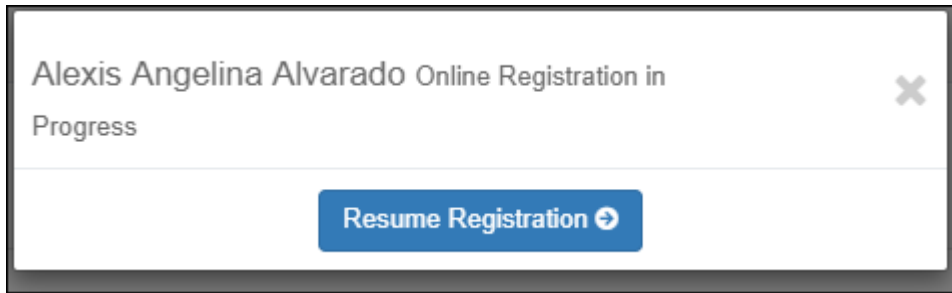 Alexis Angelina Alvarado Online Registration in
Progress
Resume Registration